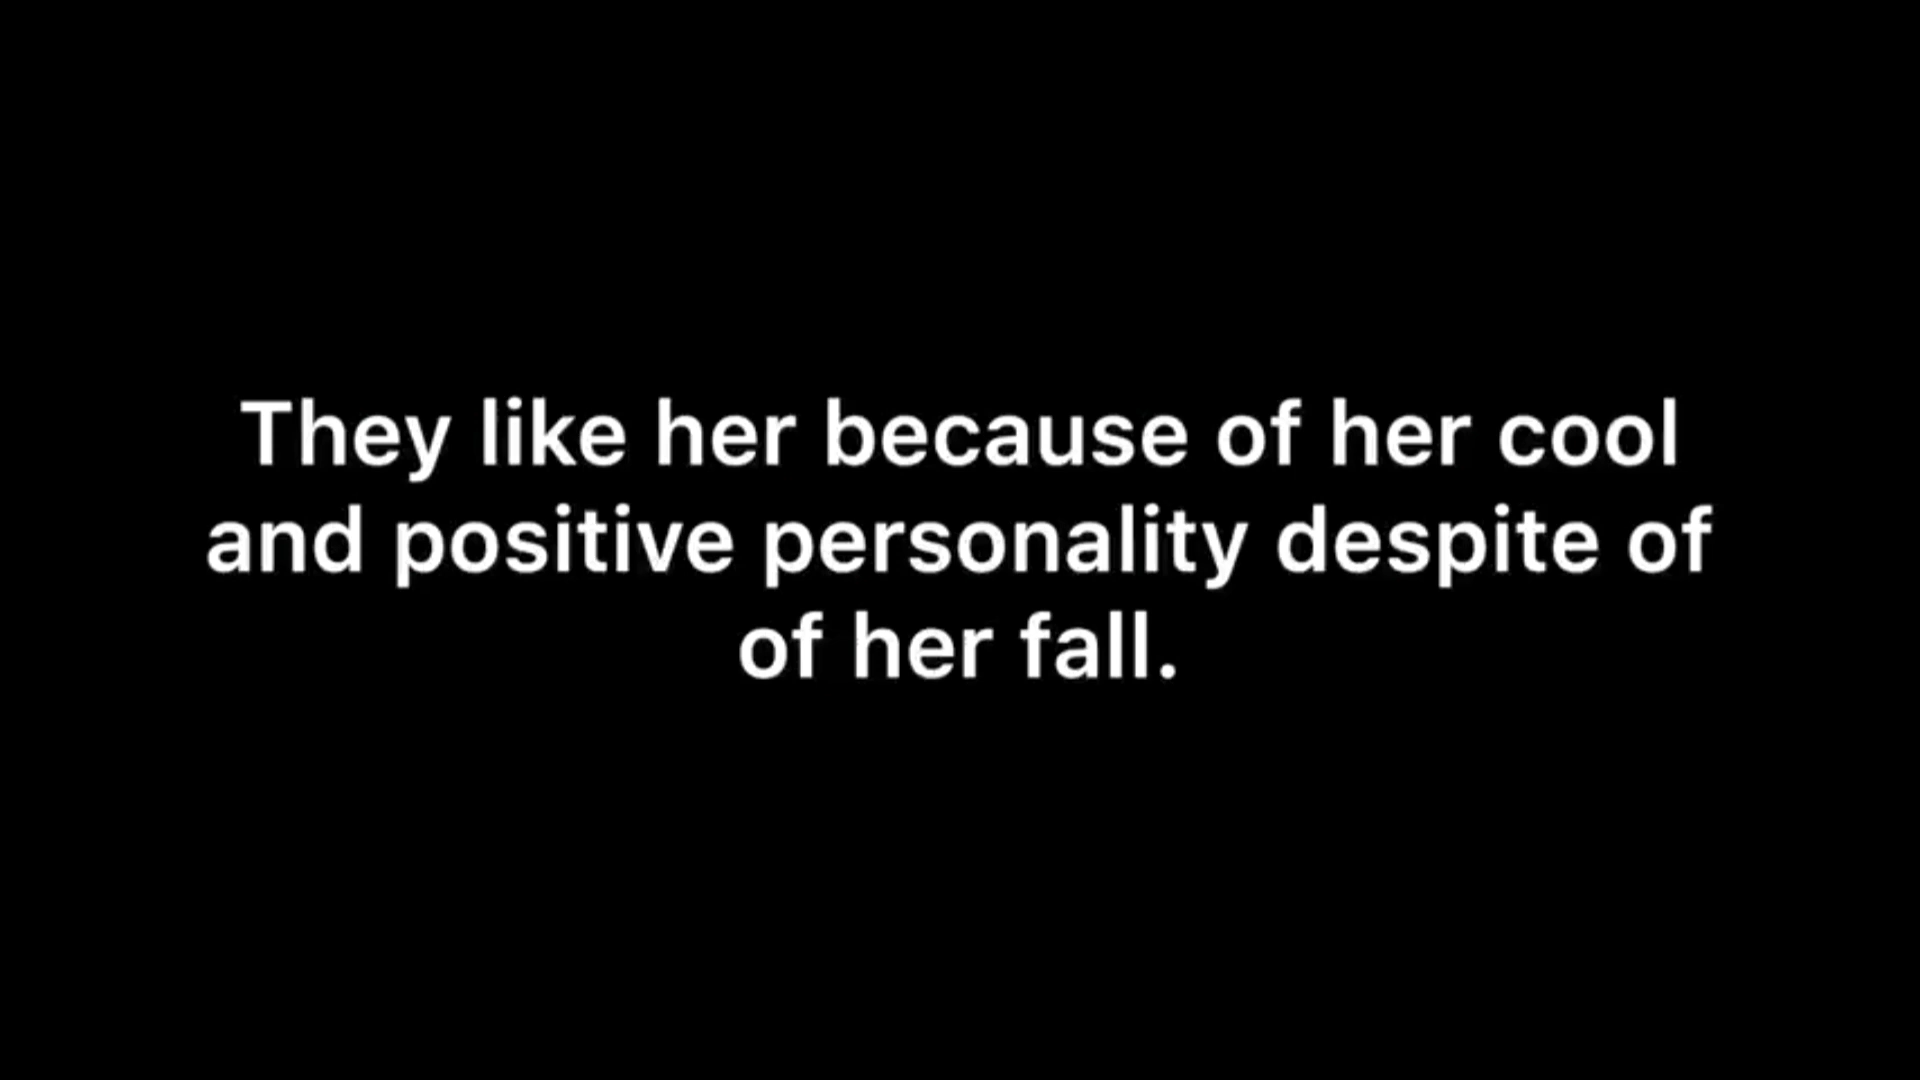 They like her because of her cool
and positive personality despite of
of her fall.